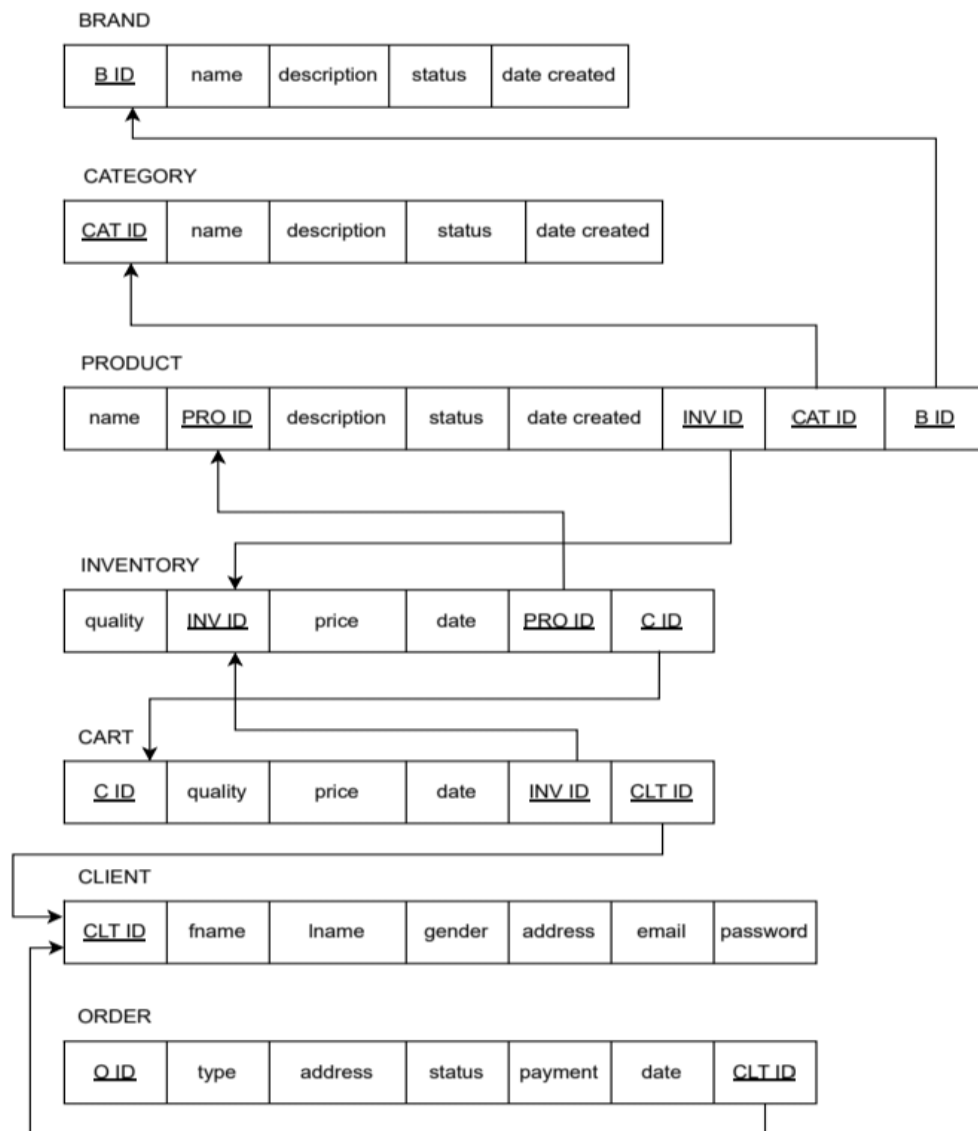 BRAND
B ID name description status date created
CATEGORY
CAT ID name description status date created
PRODUCT
name PRO ID description status date created INV ID CAT ID B ID
INVENTORY
quality INV ID price date PRO ID C ID
CART
C ID quality price date INV ID CLT ID
CLIENT
CLT ID fname lname gender address email password
ORDER
O ID type address status payment date CLT ID